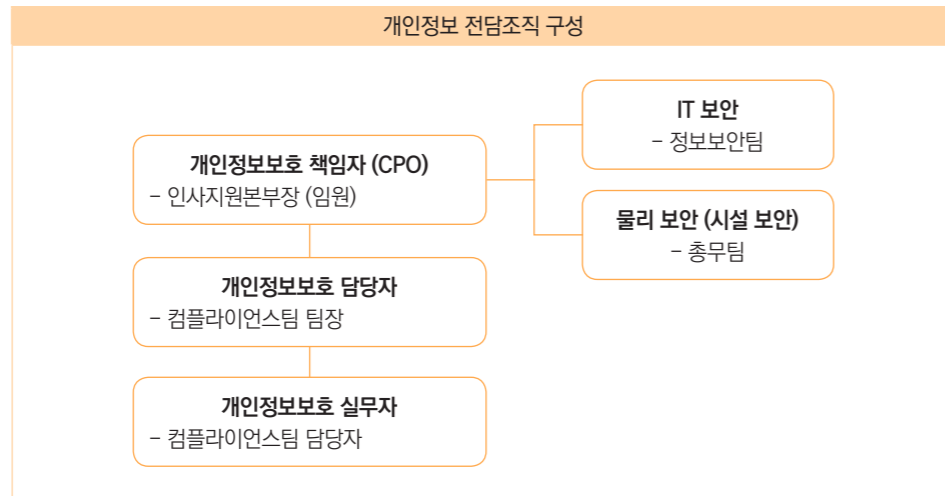 개인정보 전담조직 구성
개인정보보호 책임자 (CPO)
– 인사지원본부장 (임원)
IT 보안
– 정보보안팀
물리 보안 (시설 보안)
– 총무팀
개인정보보호 담당자
– 컴플라이언스팀 팀장
개인정보보호 실무자
– 컴플라이언스팀 담당자